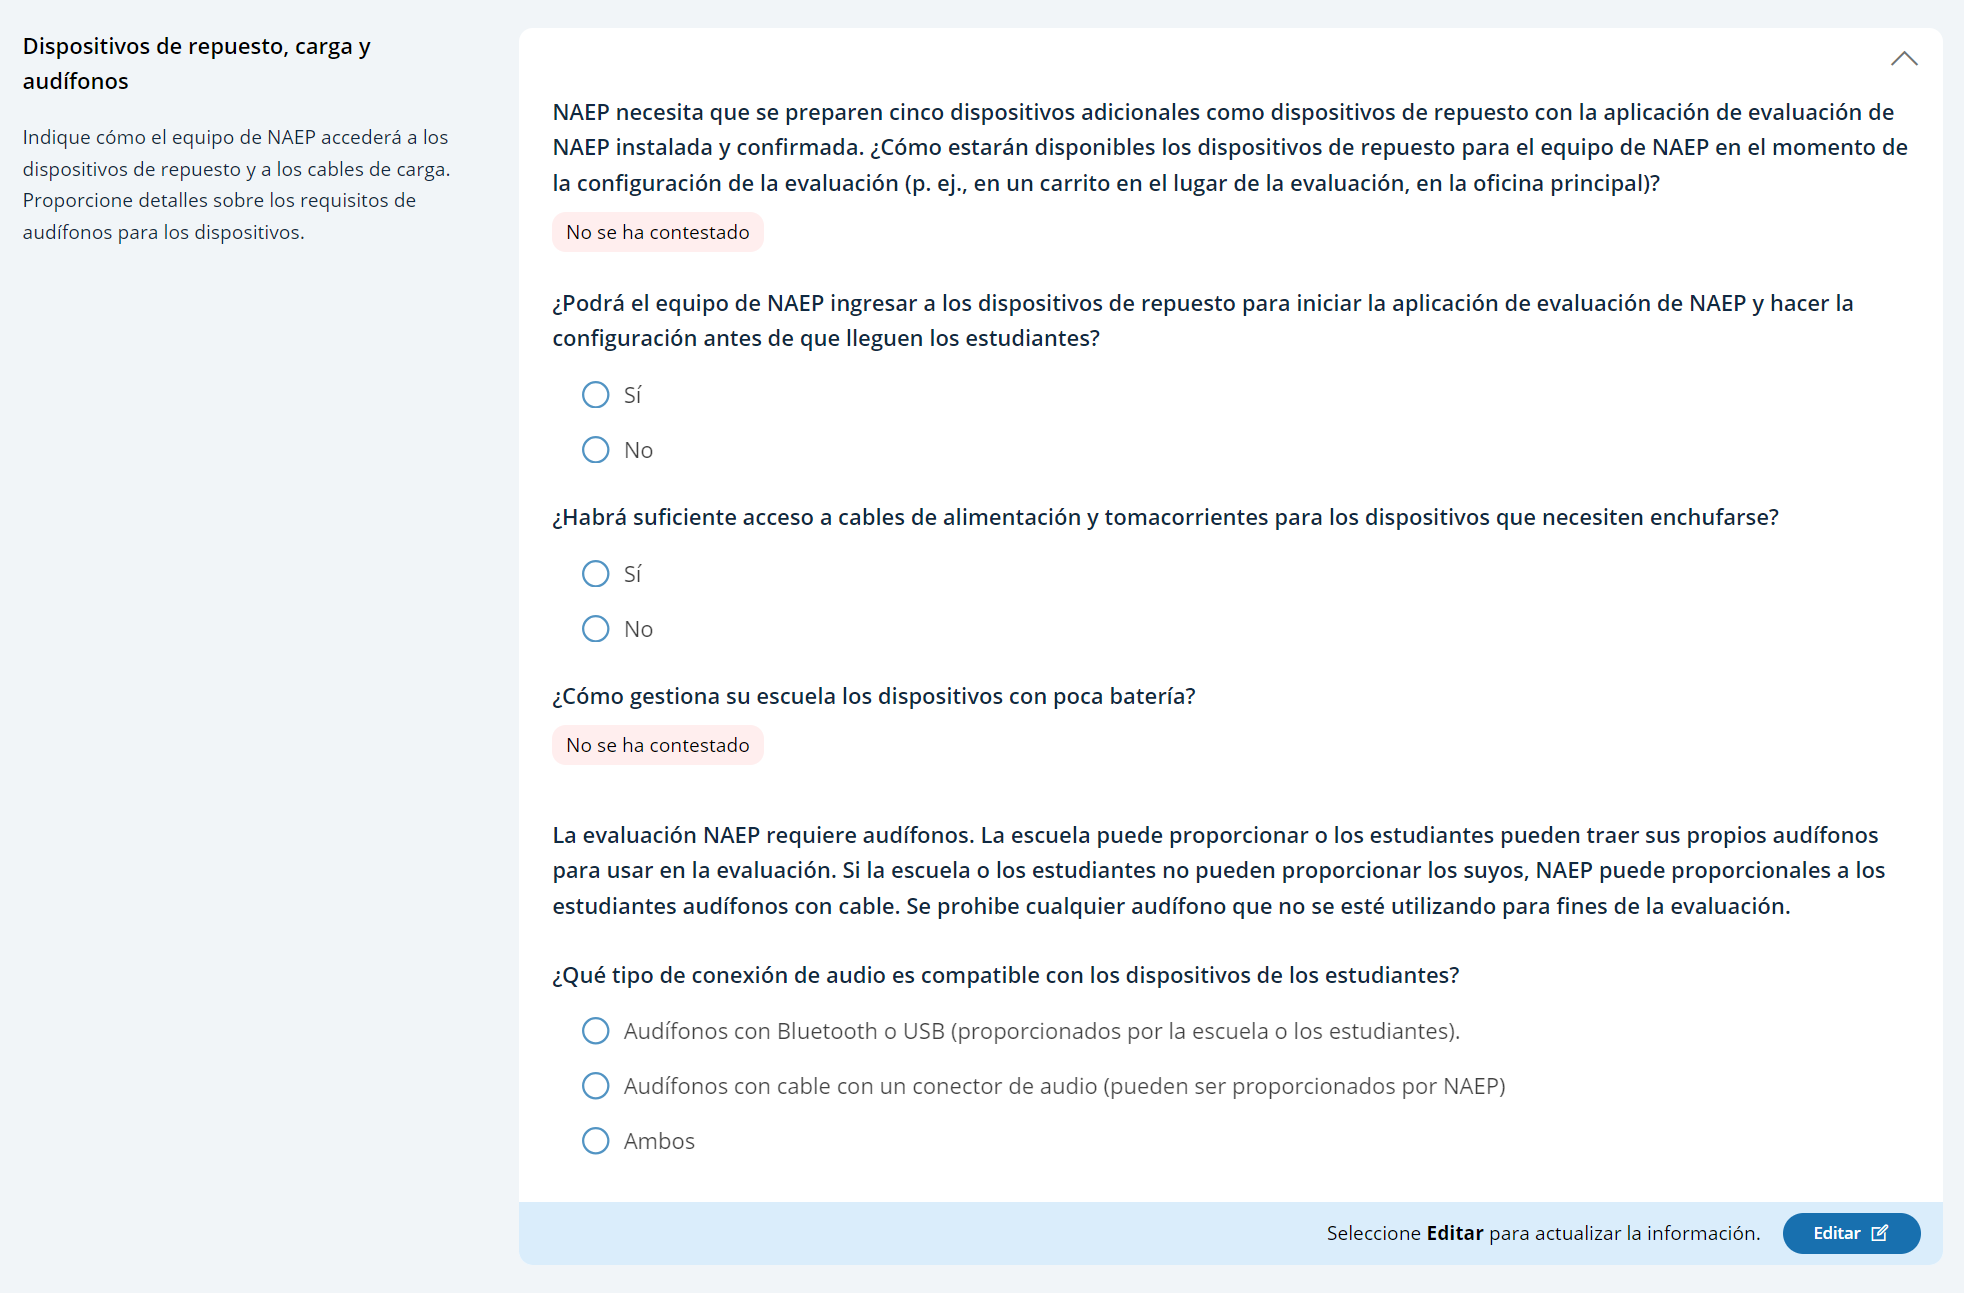 Dispositivos de repuesto, carga y
audífonos
Indique cómo el equipo de NAEP accederá a los
dispositivos de repuesto y a los cables de carga.
Proporcione detalles sobre los requisitos de
audífonos para los dispositivos.
NAEP necesita que se preparen cinco dispositivos adicionales como dispositivos de repuesto con la aplicación de evaluación de
NAEP instalada y confirmada. ¿Cómo estarán disponibles los dispositivos de repuesto para el equipo de NAEP en el momento de
la configuración de la evaluación (p. ej., en un carrito en el lugar de la evaluación, en la oficina principal)?
No se ha contestado
¿Podrá el equipo de NAEP ingresar a los dispositivos de repuesto para iniciar la aplicación de evaluación de NAEP y hacer la
configuración antes de que lleguen los estudiantes?
Sí
No
¿Habrá suficiente acceso a cables de alimentación y tomacorrientes para los dispositivos que necesiten enchufarse?
Sí
No
¿Cómo gestiona su escuela los dispositivos con poca batería?
No se ha contestado
La evaluación NAEP requiere audífonos. La escuela puede proporcionar o los estudiantes pueden traer sus propios audífonos
para usar en la evaluación. Si la escuela o los estudiantes no pueden proporcionar los suyos, NAEP puede proporcionales a los
estudiantes audífonos con cable. Se prohibe cualquier audífono que no se esté utilizando para fines de la evaluación.
¿Qué tipo de conexión de audio es compatible con los dispositivos de los estudiantes?
Audífonos con Bluetooth o USB (proporcionados por la escuela o los estudiantes).
Audífonos con cable con un conector de audio (pueden ser proporcionados por NAEP)
Ambos
Seleccione Editar para actualizar la información.
Editar